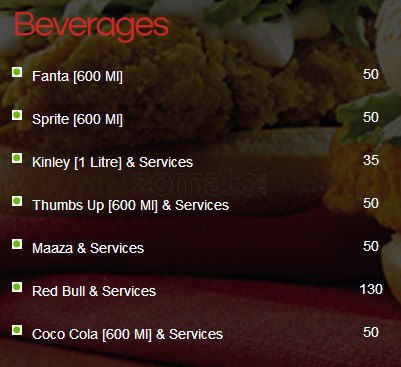 Beverages
Fanta [600 Ml] 50
Sprite [600 Ml] 50
Kinley [1 Litre] & Services 35
zomato
Thumbs Up [600 Ml] & Services 50
Maaza & Services 50
Red Bull & Services 130
Coco Cola [600 Ml] & Services 50